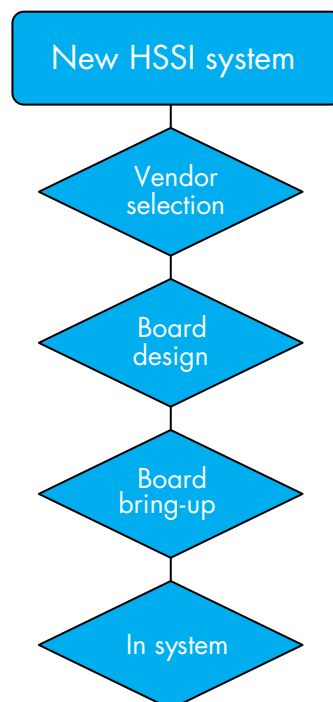 New HSSI system
Vendor
selection
Board
design
Board
bring-up
In system